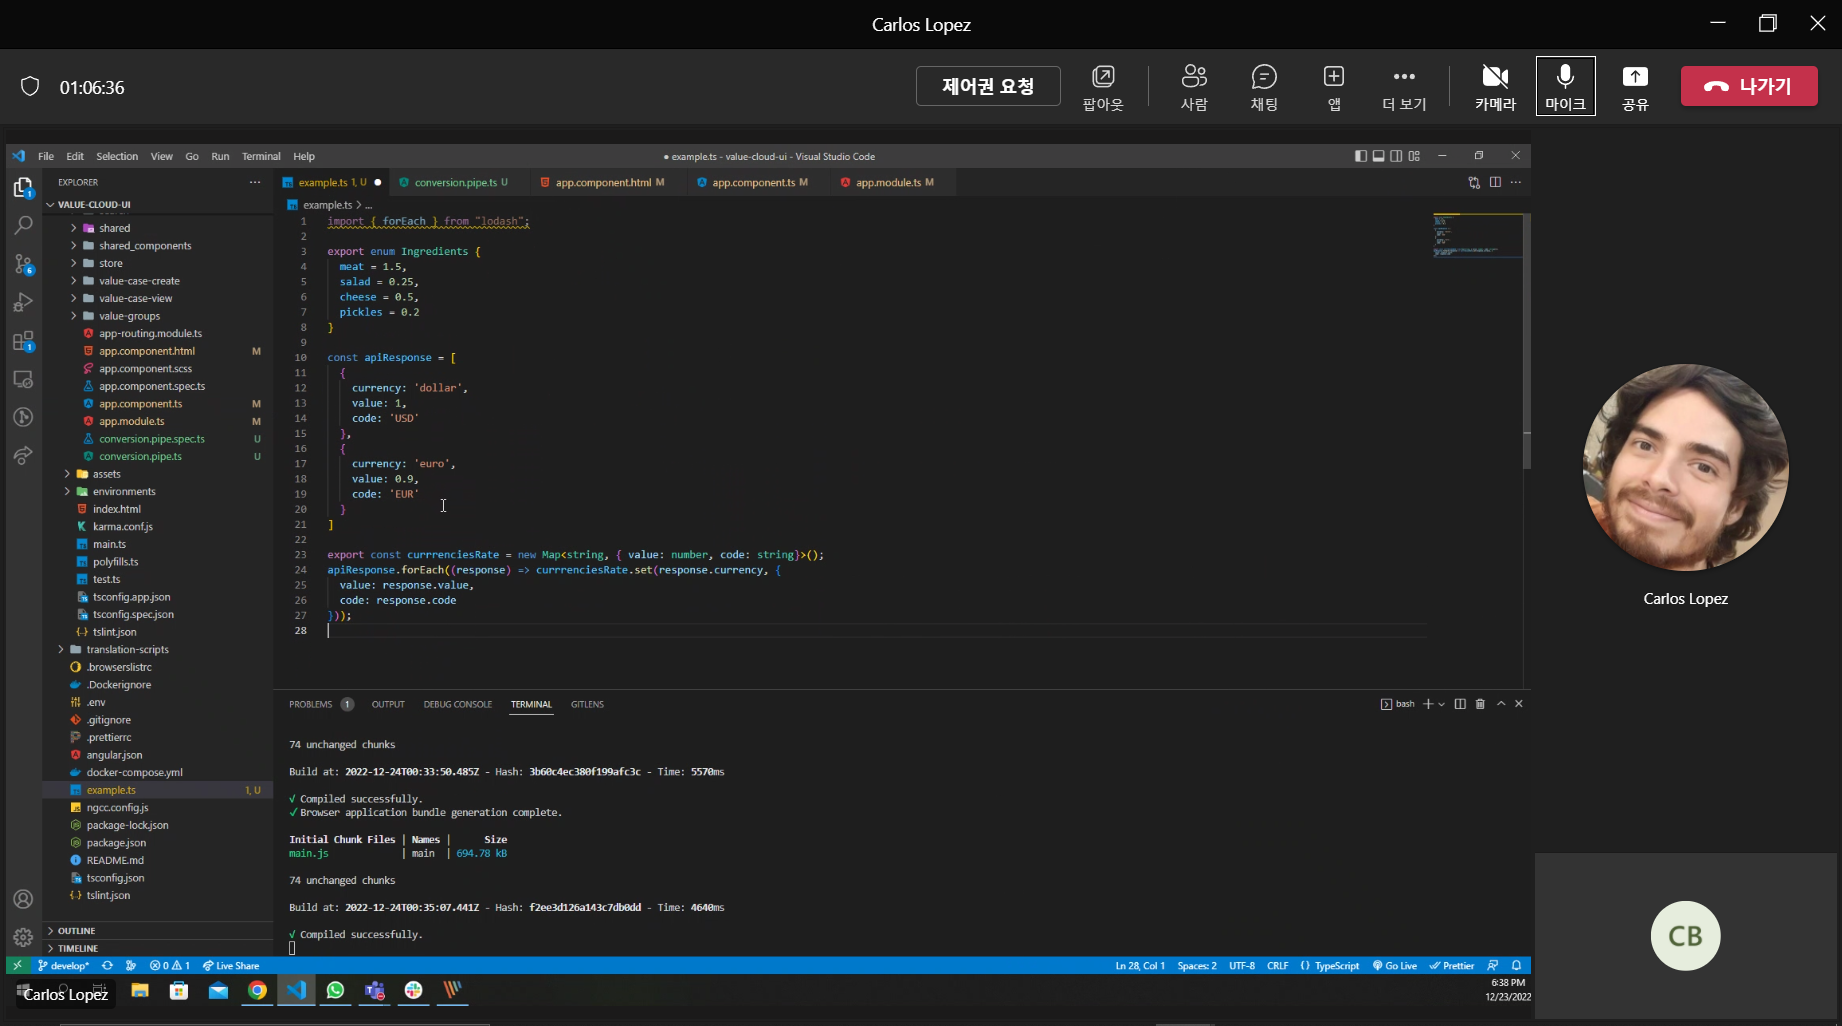 Carlos Lopez
01:06:36
제어권 요청
팝아웃
사람
채팅
앱
더 보기
카메라
마이크
공유
나가기
File Edit Selection View Go Run Terminal Help
● example.ts - value-cloud-ui - Visual Studio Code
EXPLORER
example.ts 1, U
conversion.pipe.ts U
app.component.html M
app.component.ts M
app.module.ts M
VALUE-CLOUD-UI
shared
shared_components
store
value-case-create
value-case-view
value-groups
app-routing.module.ts
app.component.html M
app.component.scss
app.component.spec.ts
app.component.ts M
app.module.ts M
conversion.pipe.spec.ts U
conversion.pipe.ts U
assets
environments
index.html
karma.conf.js
main.ts
polyfills.ts
test.ts
tsconfig.app.json
tsconfig.spec.json
tslint.json
translation-scripts
.browserslistrc
.Dockerignore
.env
.gitignore
.prettierrc
angular.json
docker-compose.yml
example.ts 1, U
ngcc.config.js
package-lock.json
package.json
README.md
tsconfig.json
tslint.json
OUTLINE
TIMELINE
example.ts > ...
1 import { forEach } from "lodash";
2
3 export enum Ingredients {
4 meat = 1.5,
5 salad = 0.25,
6 cheese = 0.5,
7 pickles = 0.2
8 }
9
10 const apiResponse = [
11 {
12 currency: 'dollar',
13 value: 1,
14 code: 'USD'
15 },
16 {
17 currency: 'euro',
18 value: 0.9,
19 code: 'EUR'
20 }
21 ]
22
23 export const currrenciesRate = new Map<string, { value: number, code: string}>();
24 apiResponse.forEach((response) => currrenciesRate.set(response.currency, {
25 value: response.value,
26 code: response.code
27 }));
28
PROBLEMS 1 OUTPUT DEBUG CONSOLE TERMINAL GITLENS
bash
74 unchanged chunks
Build at: 2022-12-24T00:33:50.485Z - Hash: 3b60c4ec380f199afc3c - Time: 5570ms
√ Compiled successfully.
√ Browser application bundle generation complete.
Initial Chunk Files | Names | Size
main.js | main | 694.78 kB
74 unchanged chunks
Build at: 2022-12-24T00:35:07.441Z - Hash: f2ee3d126a143c7db0dd - Time: 4640ms
√ Compiled successfully.
develop* 0 1 Live Share
Ln 28, Col 1 Spaces: 2 UTF-8 CRLF {} TypeScript Go Live Prettier
Carlos Lopez
6:38 PM
12/23/2022
Carlos Lopez
CB